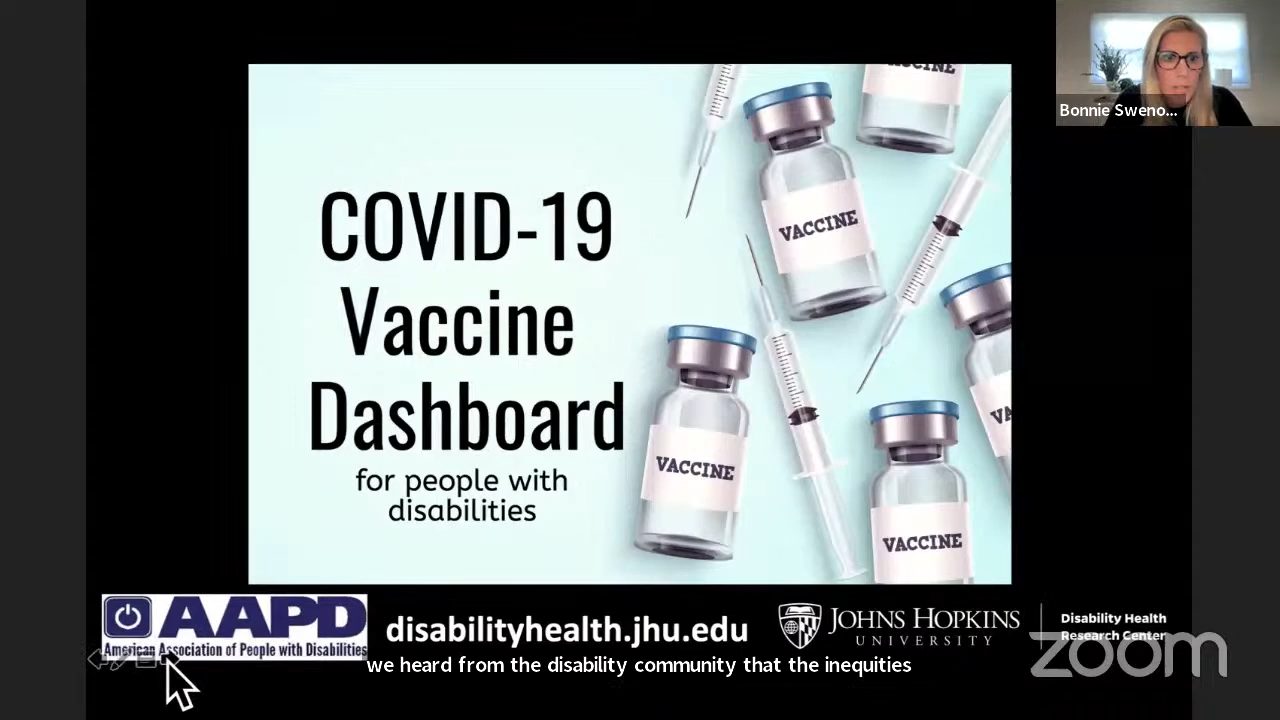 Bonnie Sweno...
COVID-19
Vaccine
Dashboard
for people with
disabilities
VACCINE
VACCINE
VACCINE
AAPD
American Association of People with Disabilities
disabilityhealth.jhu.edu
JOHNS HOPKINS
UNIVERSITY
Disability Health
Research Center
zoom
we heard from the disability community that the inequities